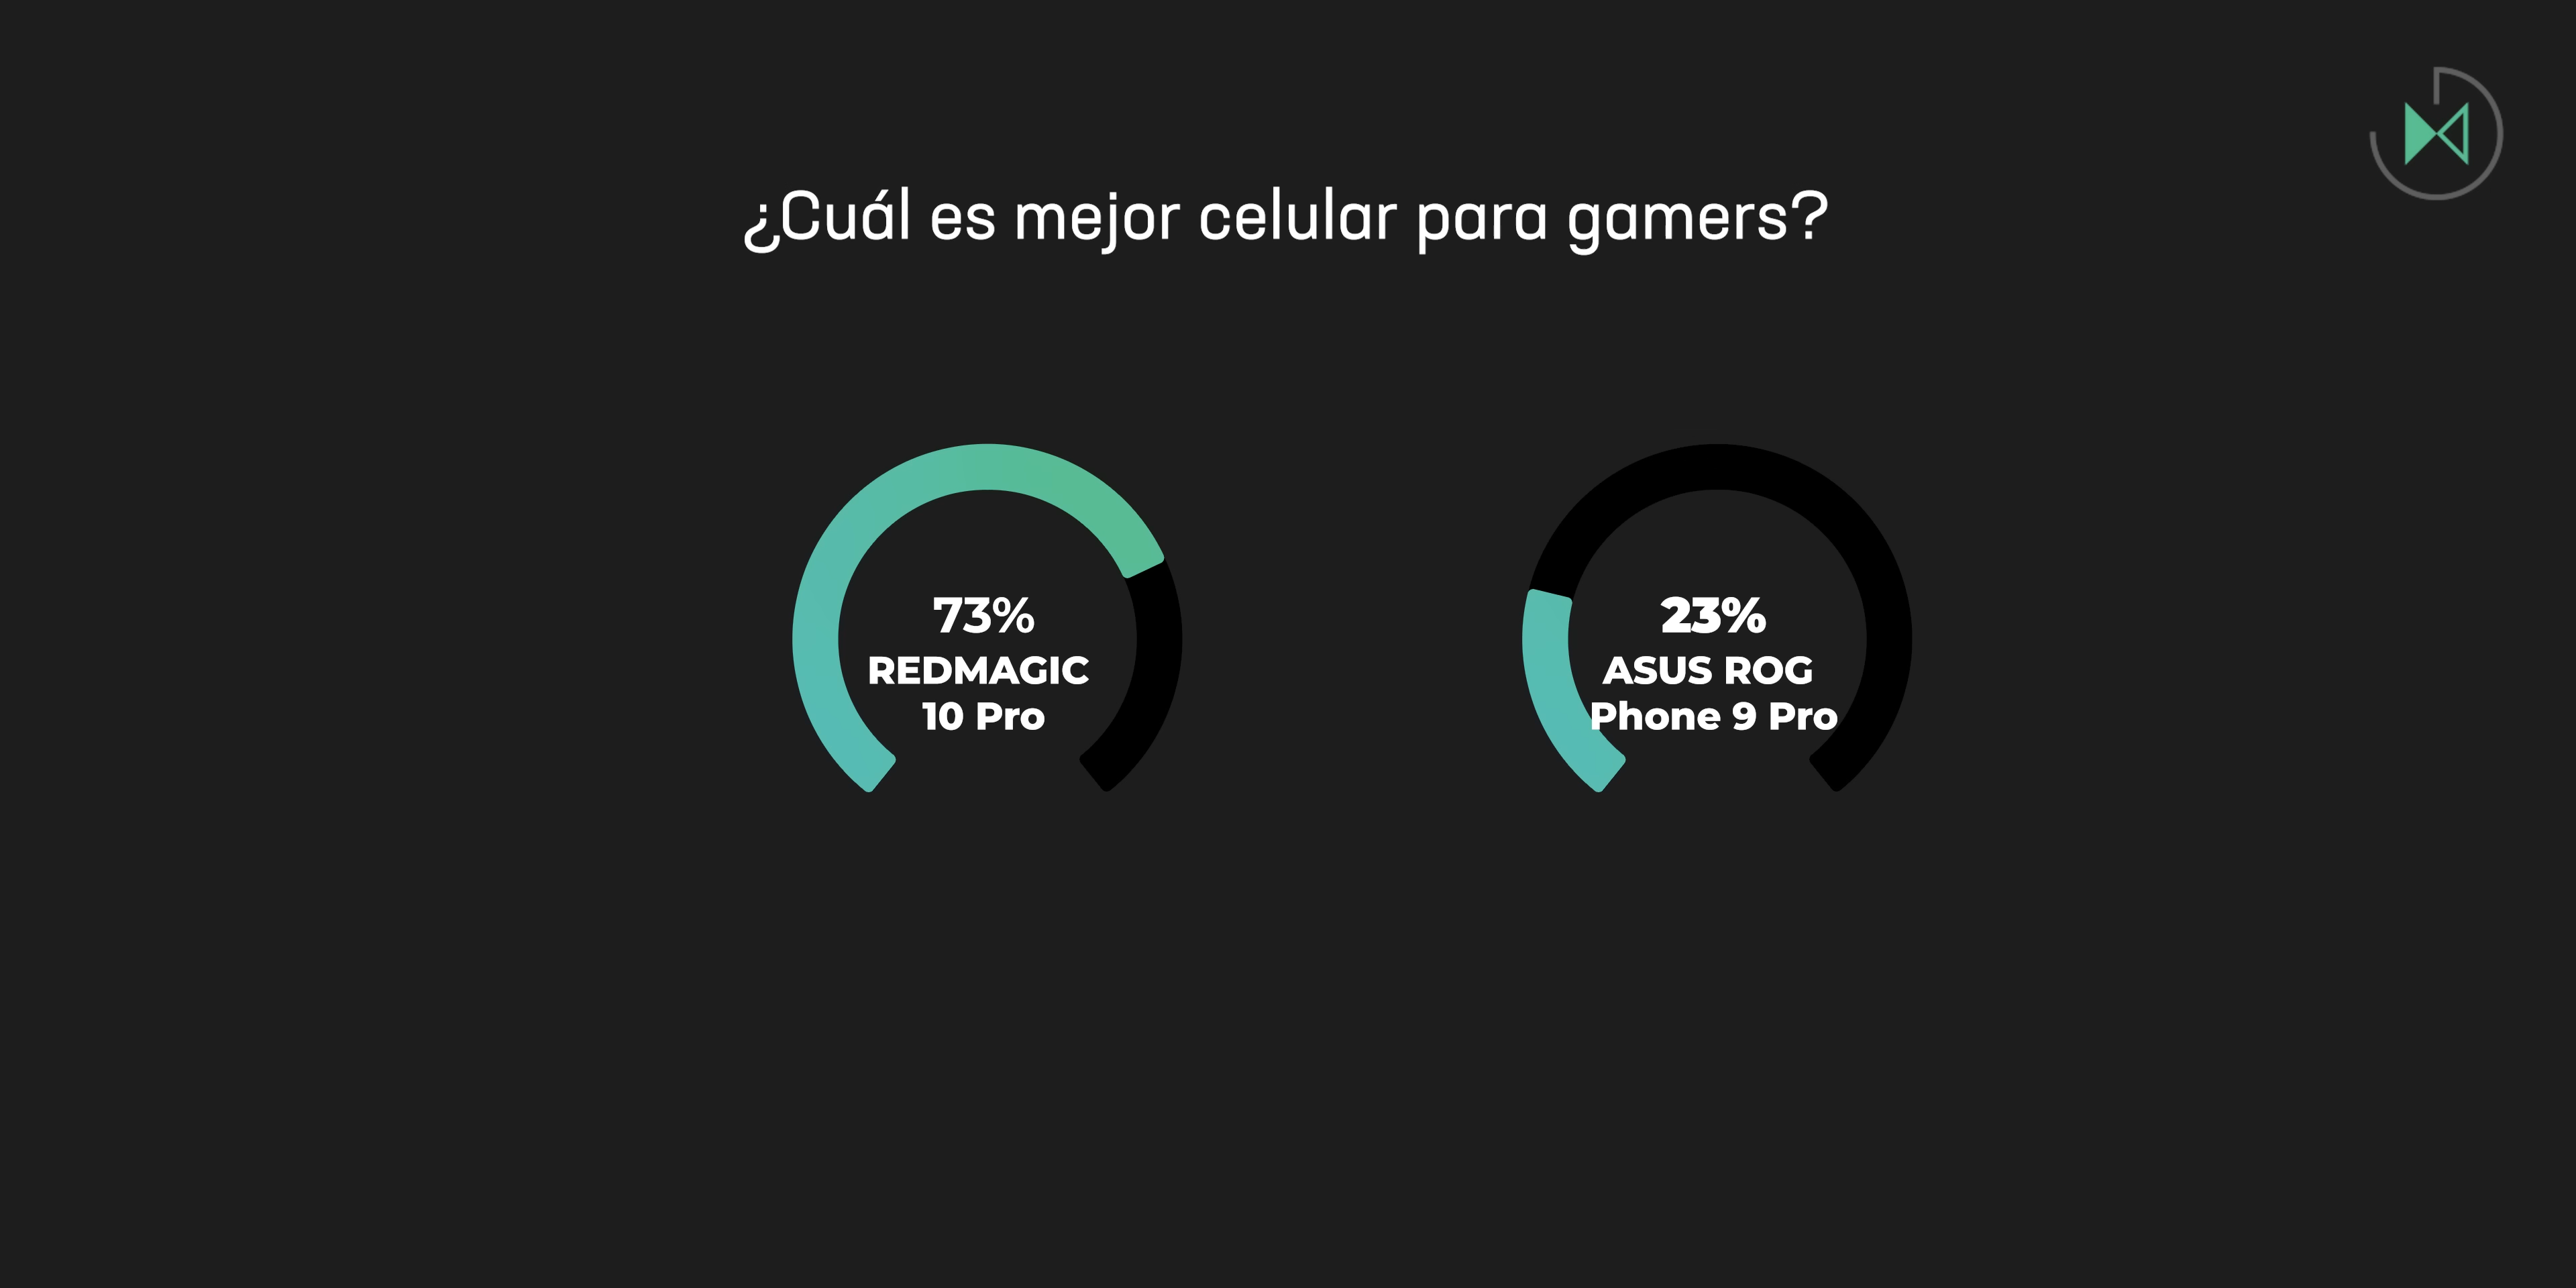 ¿Cuál es mejor celular para gamers?
73%
REDMAGIC
10 Pro
23%
ASUS ROG
Phone 9 Pro